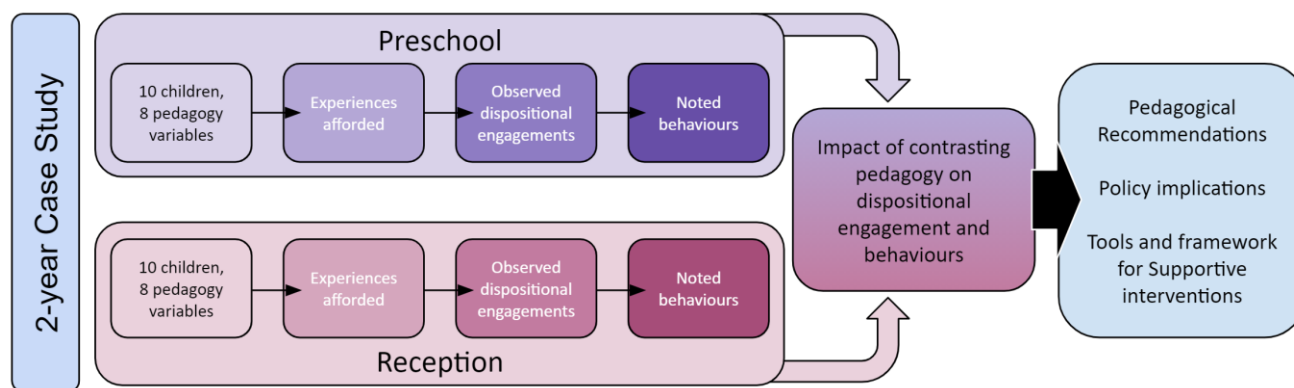 2-year Case Study
Preschool
10 children,
8 pedagogy
variables
Experiences
afforded
Observed
dispositional
engagements
Noted
behaviours
10 children,
8 pedagogy
variables
Experiences
afforded
Observed
dispositional
engagements
Noted
behaviours
Reception
Impact of contrasting
pedagogy on
dispositional
engagement and
behaviours
Pedagogical
Recommendations
Policy implications
Tools and framework
for Supportive
interventions